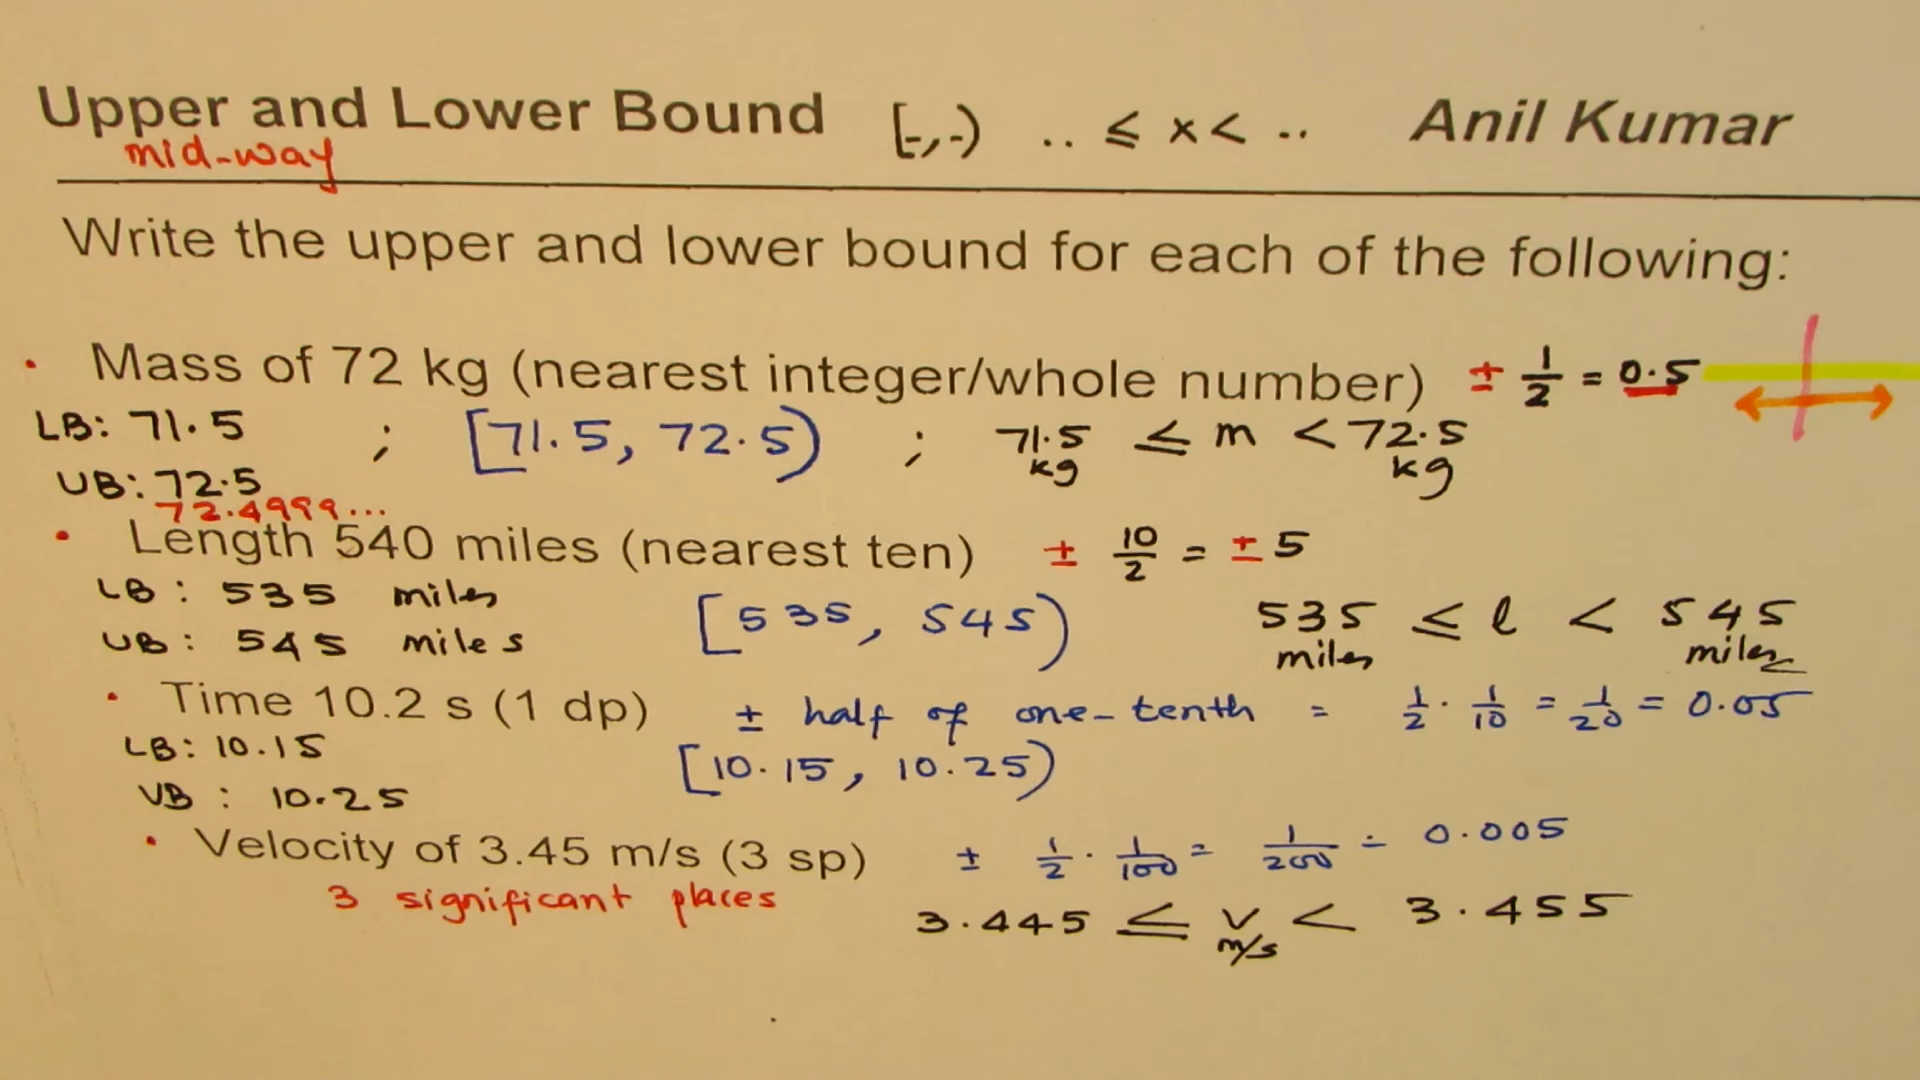 Upper and Lower Bound [-,-) .. ≤ x < .. Anil Kumar
mid-way
Write the upper and lower bound for each of the following:
• Mass of 72 kg (nearest integer/whole number) ± 1/2 = 0.5
LB: 71.5 ; [71.5, 72.5) ; 71.5 kg ≤ m < 72.5 kg
UB: 72.5
72.4999...
• Length 540 miles (nearest ten) ± 10/2 = ± 5
LB: 535 miles
UB: 545 miles [535, 545) 535 miles ≤ l < 545 miles
• Time 10.2 s (1 dp) ± half of one-tenth = 1/2 · 1/10 = 1/20 = 0.05
LB: 10.15 [10.15, 10.25)
UB: 10.25
• Velocity of 3.45 m/s (3 sp) ± 1/2 · 1/100 = 1/200 = 0.005
3 significant places 3.445 ≤ v m/s < 3.455